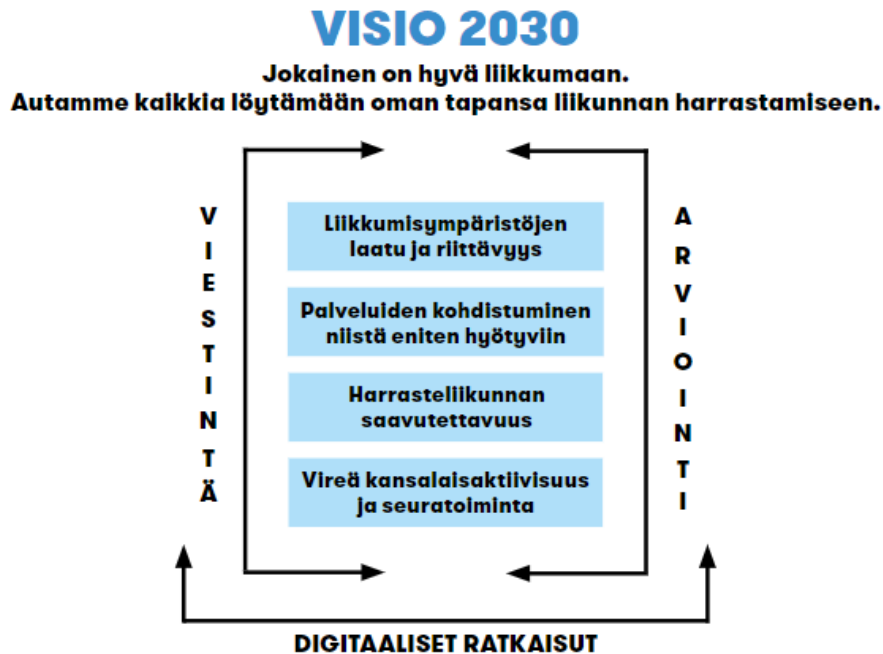 VISIO 2030
Jokainen on hyvä liikkumaan.
Autamme kaikkia löytämään oman tapansa liikunnan harrastamiseen.
VIESTINTÄ
Liikkumisympäristöjen
laatu ja riittävyys
Palveluiden kohdistuminen
niistä eniten hyötyviin
Harrasteliikunnan
saavutettavuus
Vireä kansalaisaktiivisuus
ja seuratoiminta
ARVIOINTI
DIGITAALISET RATKAISUT